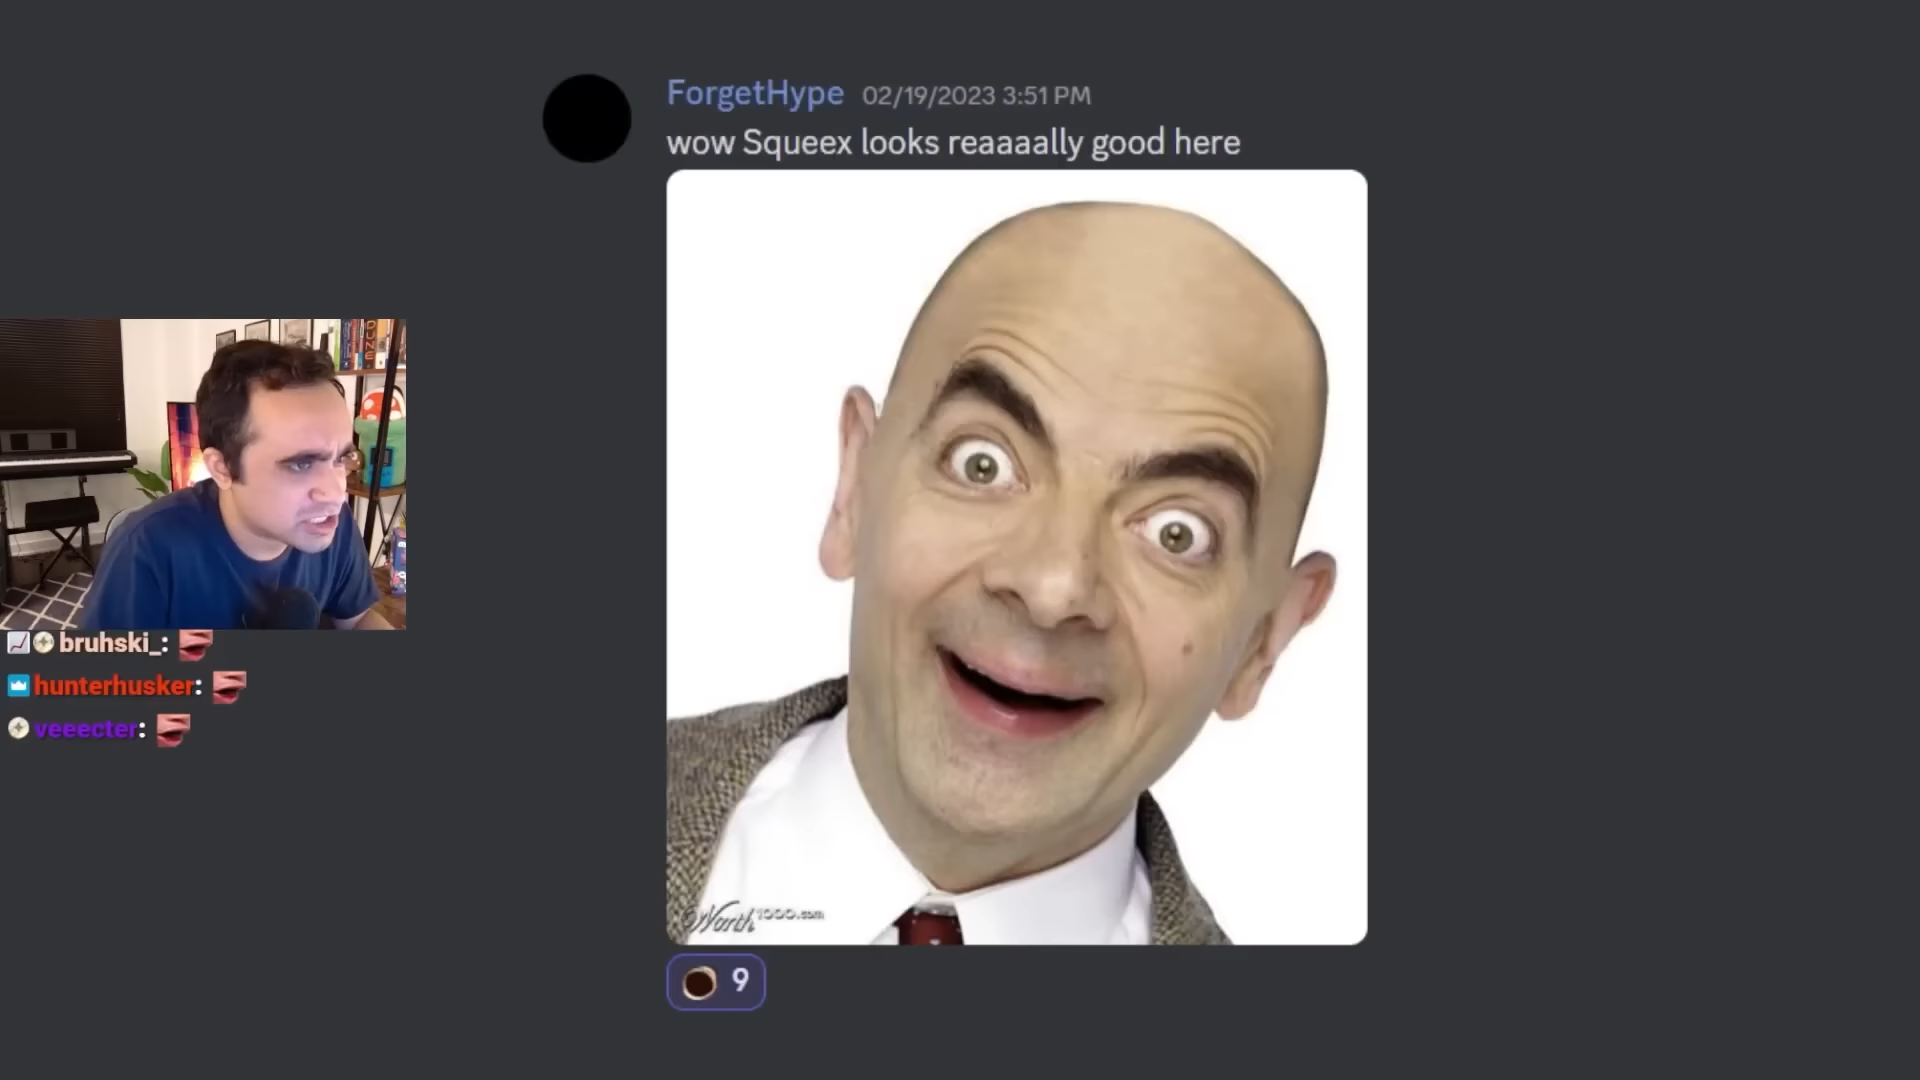 ForgetHype 02/19/2023 3:51 PM
wow Squeex looks reaaaally good here
DUNE
bruhski_:
hunterhusker:
veeecter:
©Worth1000.com
9